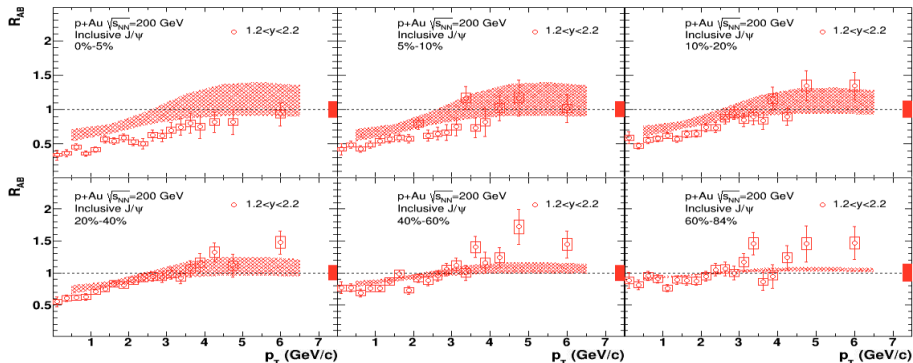 R_AB
p+Au √s_NN=200 GeV
Inclusive J/ψ
0%-5%
1.2<y<2.2
p+Au √s_NN=200 GeV
Inclusive J/ψ
5%-10%
1.2<y<2.2
p+Au √s_NN=200 GeV
Inclusive J/ψ
10%-20%
1.2<y<2.2
2
1.5
1
0.5
R_AB
p+Au √s_NN=200 GeV
Inclusive J/ψ
20%-40%
1.2<y<2.2
p+Au √s_NN=200 GeV
Inclusive J/ψ
40%-60%
1.2<y<2.2
p+Au √s_NN=200 GeV
Inclusive J/ψ
60%-84%
1.2<y<2.2
1.5
1
0.5
1 2 3 4 5 6 7 1 2 3 4 5 6 7 1 2 3 4 5 6 7
p_T (GeV/c) p_T (GeV/c) p_T (GeV/c)